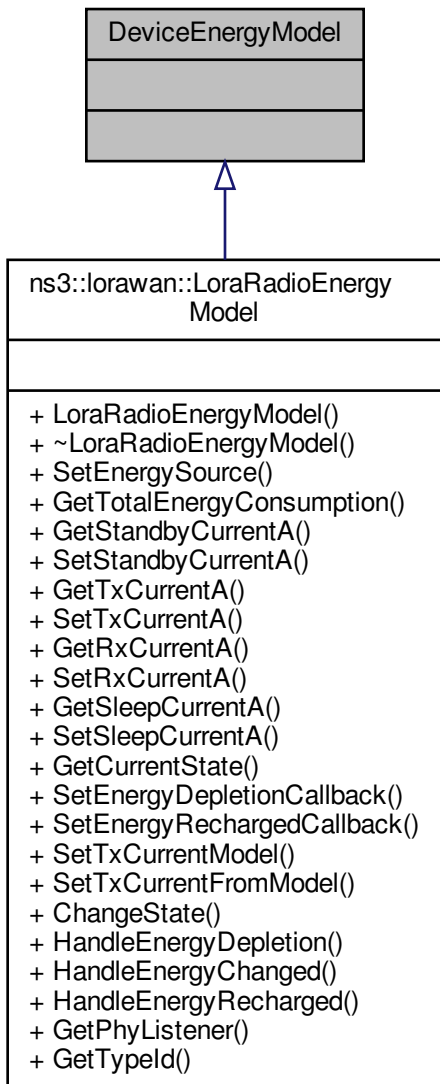 DeviceEnergyModel
ns3::lorawan::LoraRadioEnergy
Model
+ LoraRadioEnergyModel()
+ ~LoraRadioEnergyModel()
+ SetEnergySource()
+ GetTotalEnergyConsumption()
+ GetStandbyCurrentA()
+ SetStandbyCurrentA()
+ GetTxCurrentA()
+ SetTxCurrentA()
+ GetRxCurrentA()
+ SetRxCurrentA()
+ GetSleepCurrentA()
+ SetSleepCurrentA()
+ GetCurrentState()
+ SetEnergyDepletionCallback()
+ SetEnergyRechargedCallback()
+ SetTxCurrentModel()
+ SetTxCurrentFromModel()
+ ChangeState()
+ HandleEnergyDepletion()
+ HandleEnergyChanged()
+ HandleEnergyRecharged()
+ GetPhyListener()
+ GetTypeId()